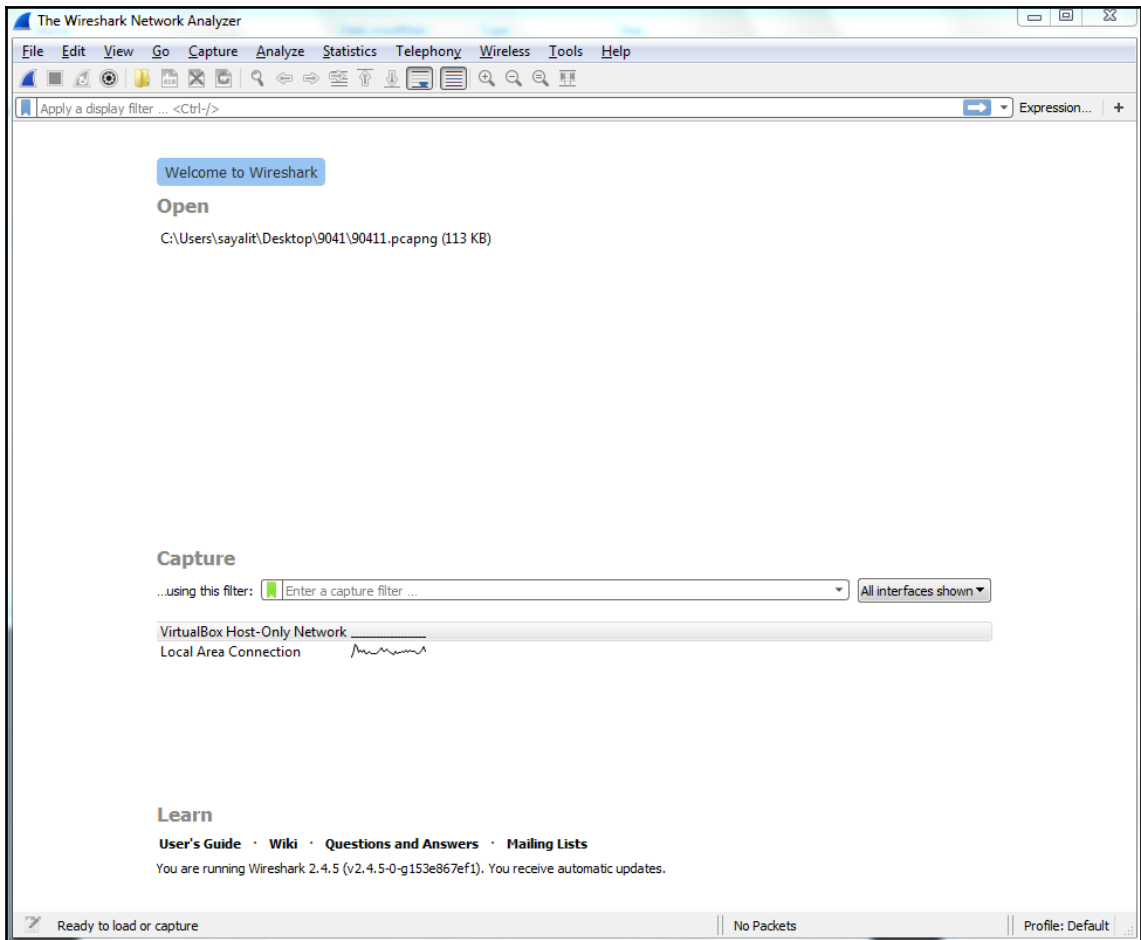 The Wireshark Network Analyzer
File Edit View Go Capture Analyze Statistics Telephony Wireless Tools Help
Apply a display filter ... <Ctrl-/> Expression... +
Welcome to Wireshark
Open
C:\Users\sayalit\Desktop\9041\90411.pcapng (113 KB)
Capture
...using this filter: Enter a capture filter ... All interfaces shown
VirtualBox Host-Only Network
Local Area Connection
Learn
User's Guide · Wiki · Questions and Answers · Mailing Lists
You are running Wireshark 2.4.5 (v2.4.5-0-g153e867ef1). You receive automatic updates.
Ready to load or capture No Packets Profile: Default